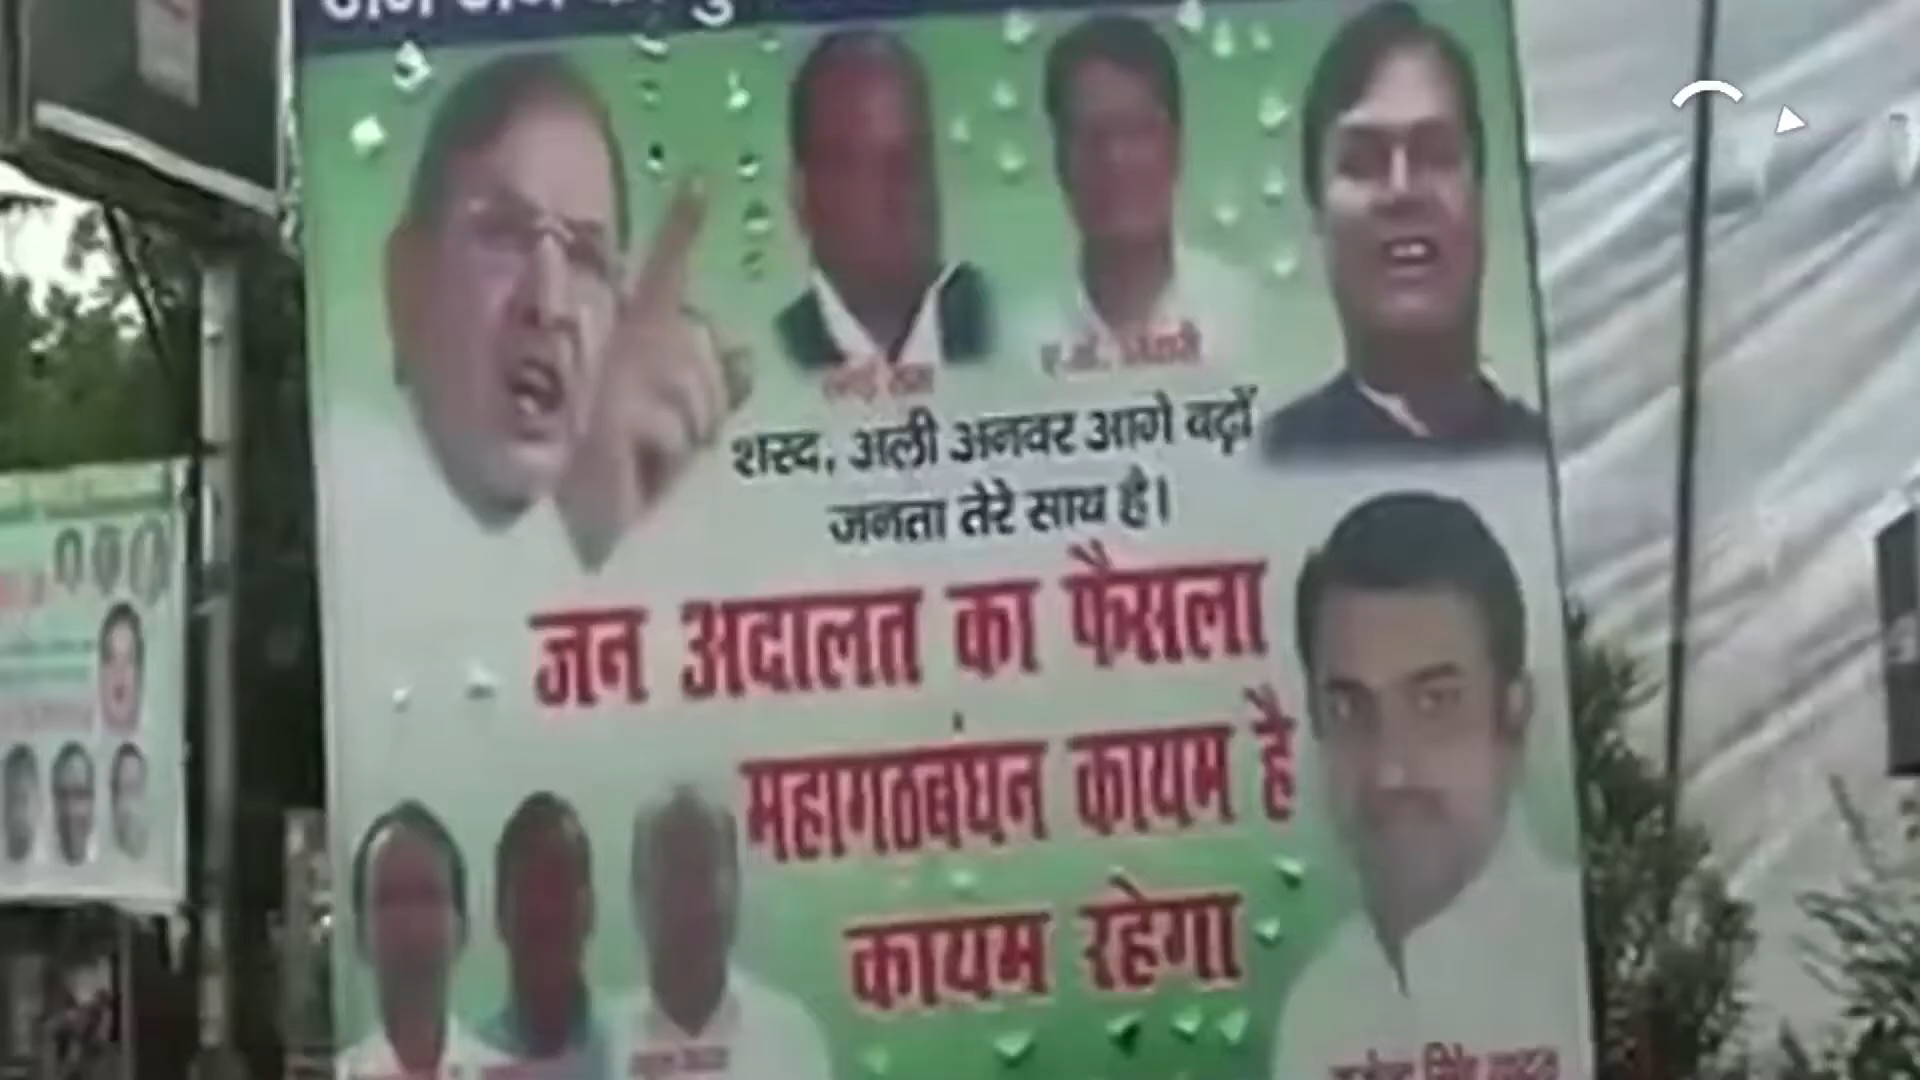 शरद, अली अनवर आगे बढ़ों
जनता तेरे साथ है।
जन अदालत का फैसला
महागठबंधन कायम है
कायम रहेगा